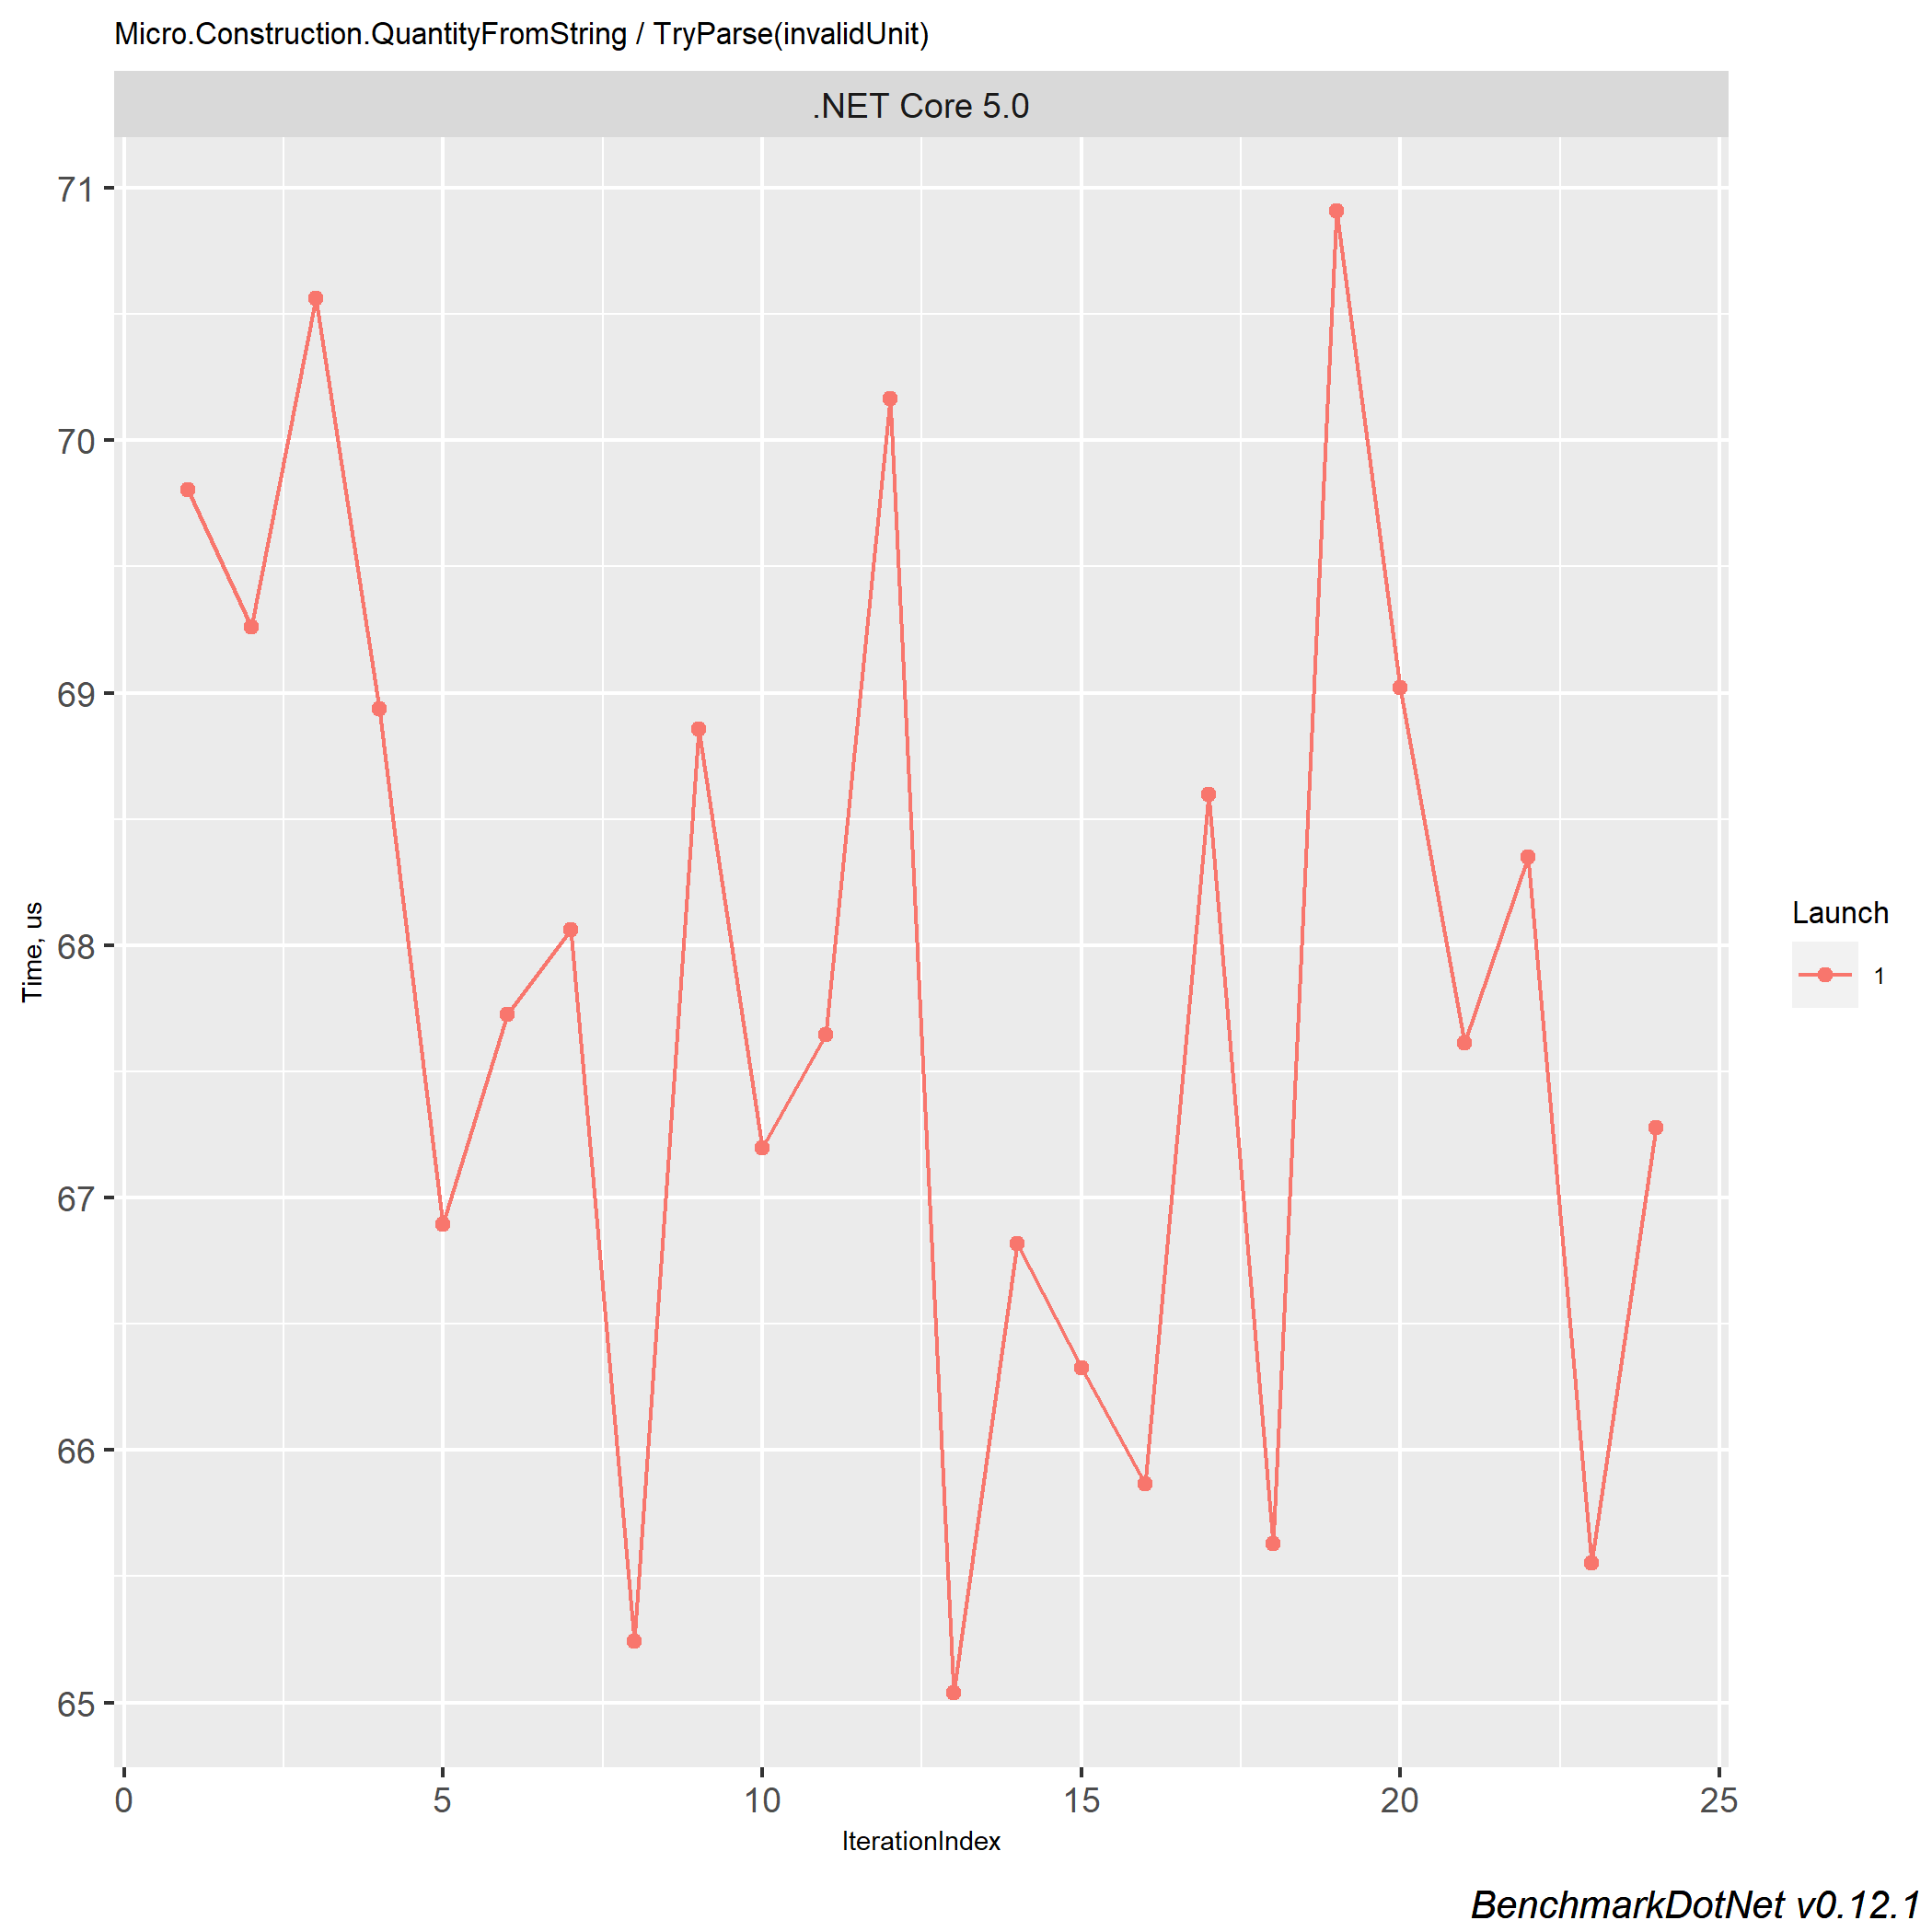 Micro.Construction.QuantityFromString / TryParse(invalidUnit)
.NET Core 5.0
71
70
69
68
67
66
65
Time, us
0 5 10 15 20 25
IterationIndex
Launch
1
BenchmarkDotNet v0.12.1